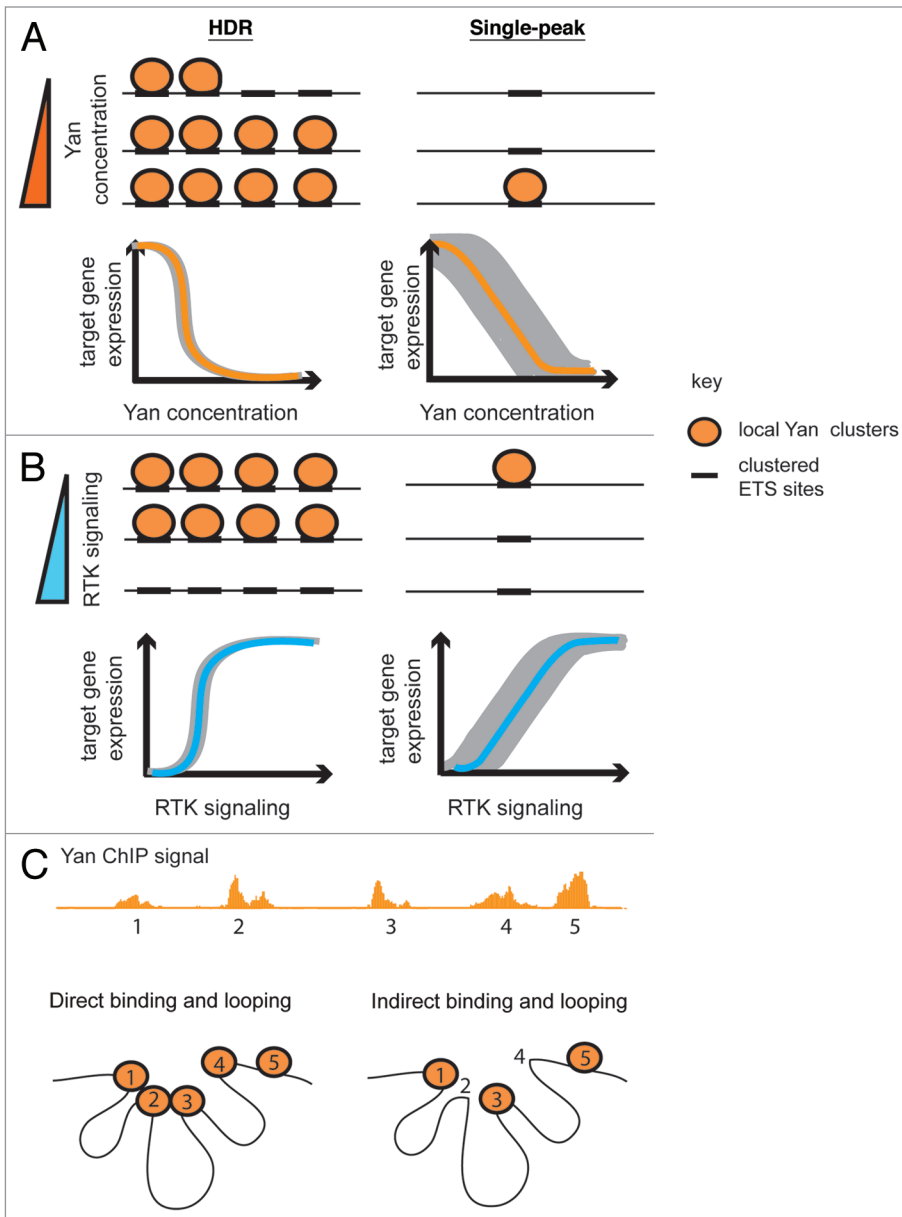 A
HDR
Single-peak
Yan
concentration
target gene
expression
Yan concentration
target gene
expression
Yan concentration
key
local Yan clusters
clustered
ETS sites
B
RTK signaling
target gene
expression
RTK signaling
target gene
expression
RTK signaling
C
Yan ChIP signal
1 2 3 4 5
Direct binding and looping
Indirect binding and looping
1 2 3 4 5
1 2 3 4 5